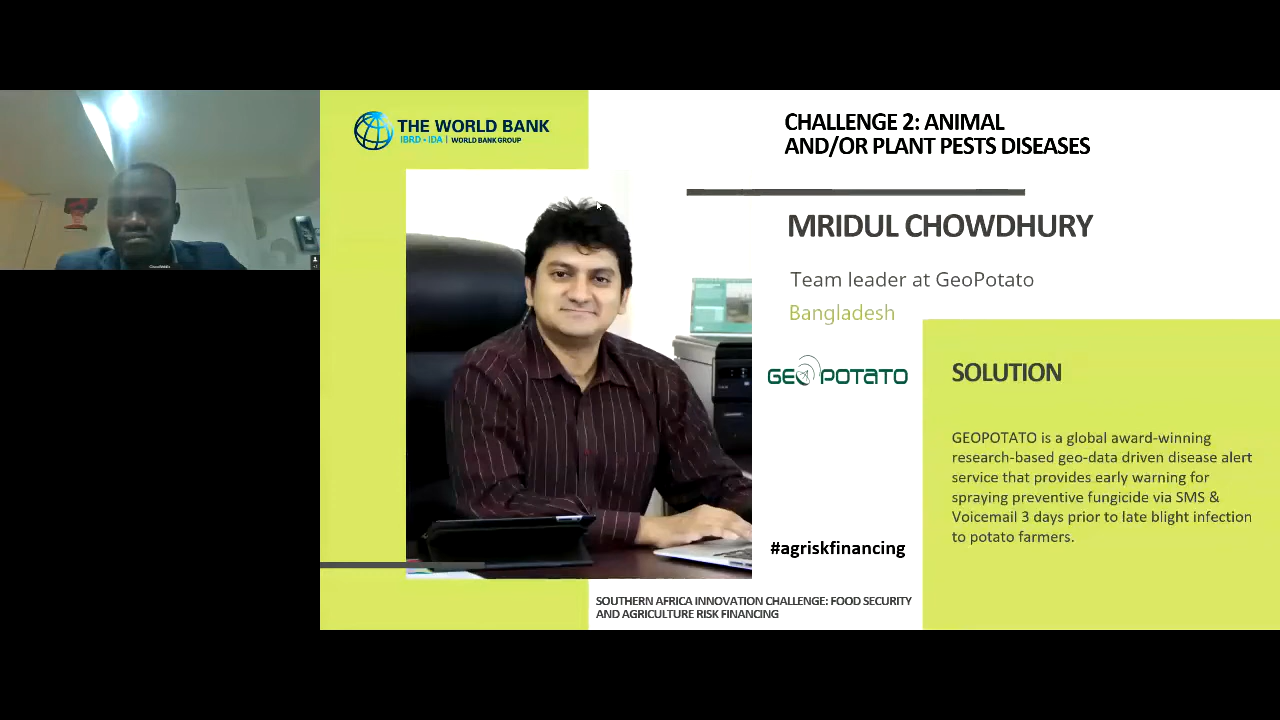 THE WORLD BANK
IBRD • IDA | WORLD BANK GROUP
CHALLENGE 2: ANIMAL
AND/OR PLANT PESTS DISEASES
MRIDUL CHOWDHURY
Team leader at GeoPotato
Bangladesh
GEOPOTATO
SOLUTION
GEOPOTATO is a global award-winning
research-based geo-data driven disease alert
service that provides early warning for
spraying preventive fungicide via SMS &
Voicemail 3 days prior to late blight infection
to potato farmers.
#agriskfinancing
SOUTHERN AFRICA INNOVATION CHALLENGE: FOOD SECURITY
AND AGRICULTURE RISK FINANCING